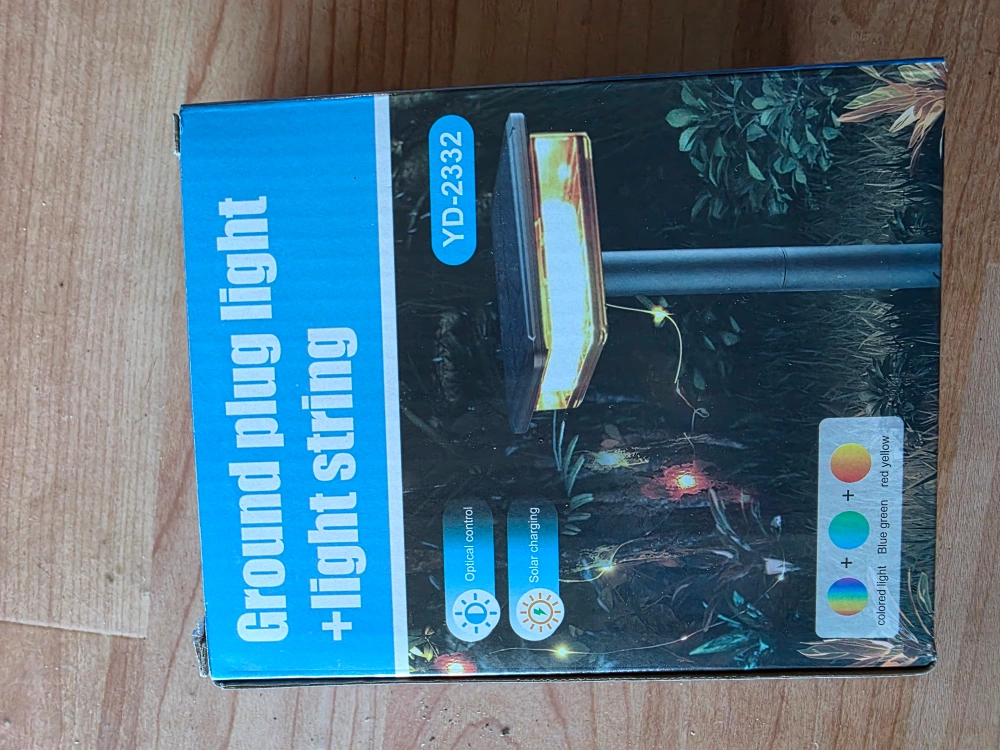 Ground plug light
+light string
YD-2332
Optical control
Solar charging
+ +
colored light Blue green red yellow